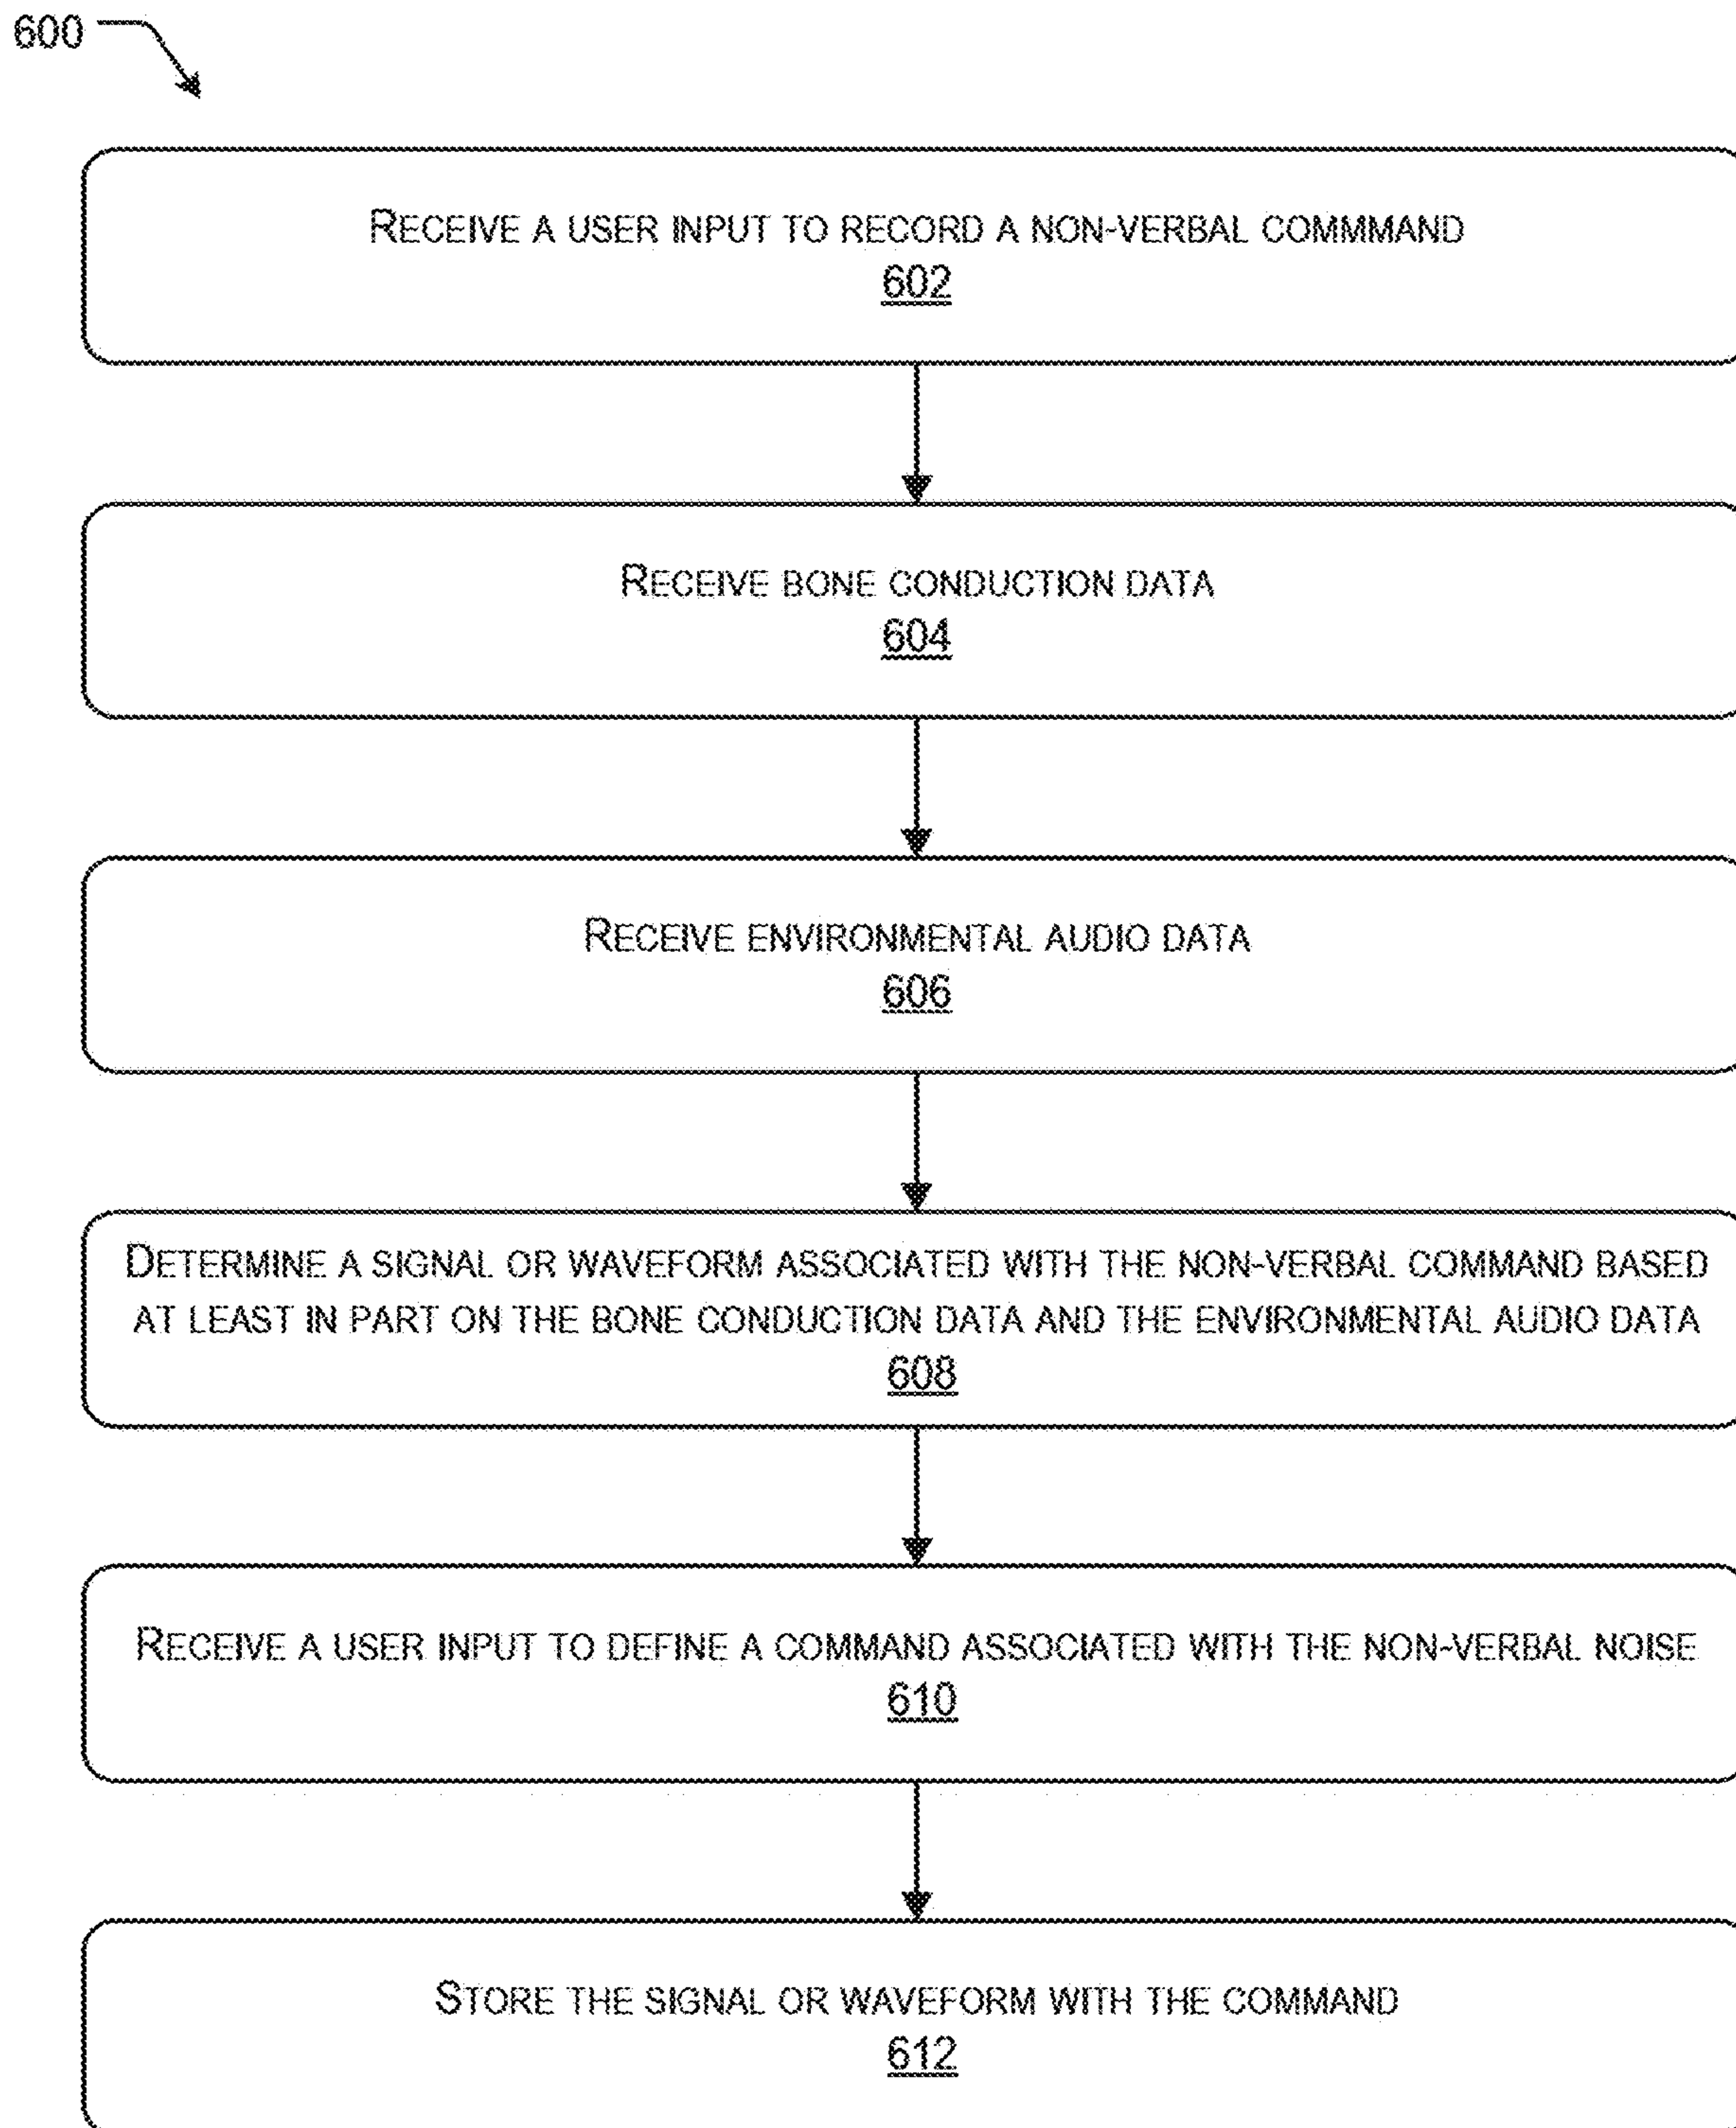 600
RECEIVE A USER INPUT TO RECORD A NON-VERBAL COMMMAND
602
RECEIVE BONE CONDUCTION DATA
604
RECEIVE ENVIRONMENTAL AUDIO DATA
606
DETERMINE A SIGNAL OR WAVEFORM ASSOCIATED WITH THE NON-VERBAL COMMAND BASED
AT LEAST IN PART ON THE BONE CONDUCTION DATA AND THE ENVIRONMENTAL AUDIO DATA
608
RECEIVE A USER INPUT TO DEFINE A COMMAND ASSOCIATED WITH THE NON-VERBAL NOISE
610
STORE THE SIGNAL OR WAVEFORM WITH THE COMMAND
612